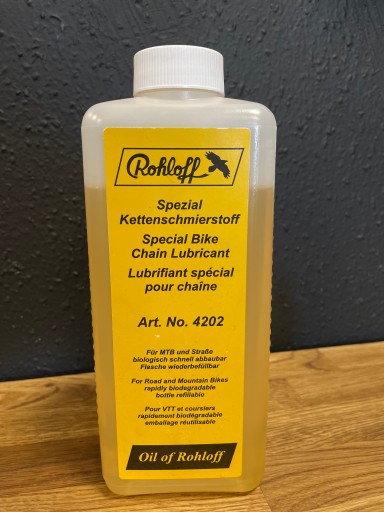 Rohloff
Spezial
Kettenschmierstoff
Special Bike
Chain Lubricant
Lubrifiant spécial
pour chaîne
Art. No. 4202
Für MTB und Straße
biologisch schnell abbaubar
Flasche wiederbefüllbar
For Road and Mountain Bikes
rapidly biodegradable
bottle refillable
Pour VTT et coursiers
rapidement biodégradable
emballage réutilisable
Oil of Rohloff